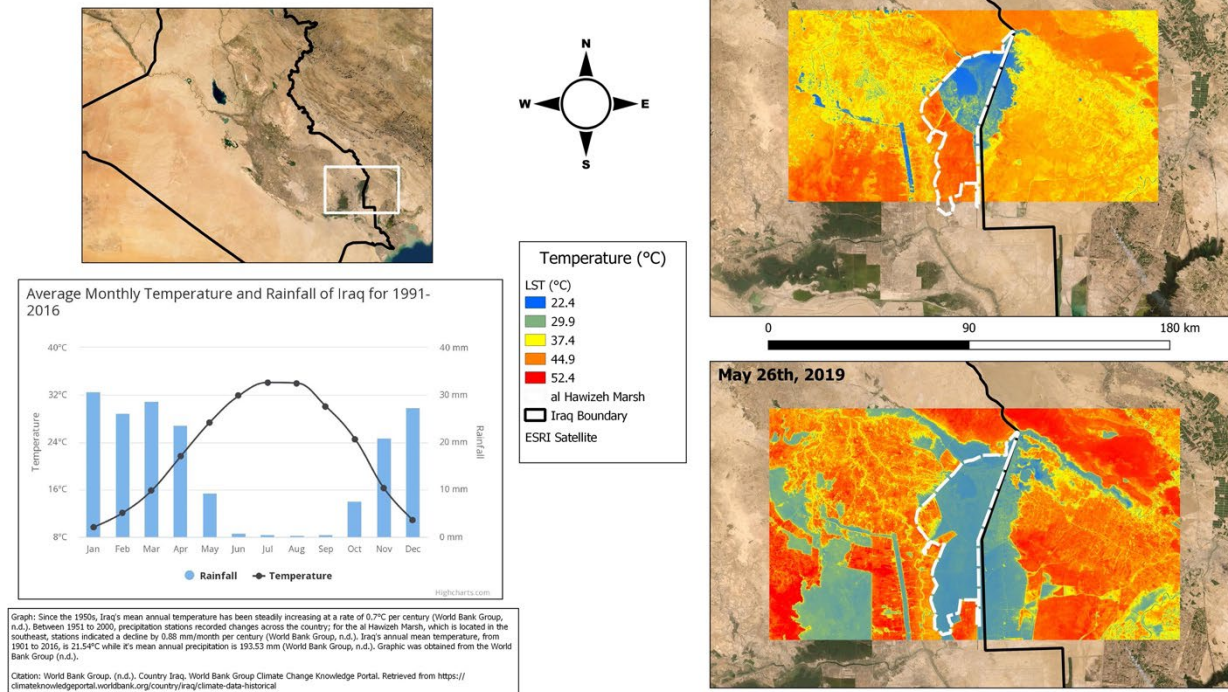 N
W
E
S
Average Monthly Temperature and Rainfall of Iraq for 1991-
2016
40°C
32°C
24°C
16°C
8°C
Temperature
40 mm
30 mm
20 mm
10 mm
0 mm
Rainfall
Jan Feb Mar Apr May Jun Jul Aug Sep Oct Nov Dec
Rainfall Temperature
Highcharts.com
Graph: Since the 1950s, Iraq's mean annual temperature has been steadily increasing at a rate of 0.7°C per century (World Bank Group,
n.d.). Between 1951 to 2000, precipitation stations recorded changes across the country; for the al Hawizeh Marsh, which is located in the
southeast, stations indicated a decline by 0.88 mm/month per century (World Bank Group, n.d.). Iraq's annual mean temperature, from
1901 to 2016, is 21.54°C while it's mean annual precipitation is 193.53 mm (World Bank Group, n.d.). Graphic was obtained from the World
Bank Group (n.d.).
Citation: World Bank Group. (n.d.). Country Iraq. World Bank Group Climate Change Knowledge Portal. Retrieved from https://
climateknowledgeportal.worldbank.org/country/iraq/climate-data-historical
Temperature (°C)
LST (°C)
22.4
29.9
37.4
44.9
52.4
al Hawizeh Marsh
Iraq Boundary
ESRI Satellite
0 90 180 km
May 26th, 2019